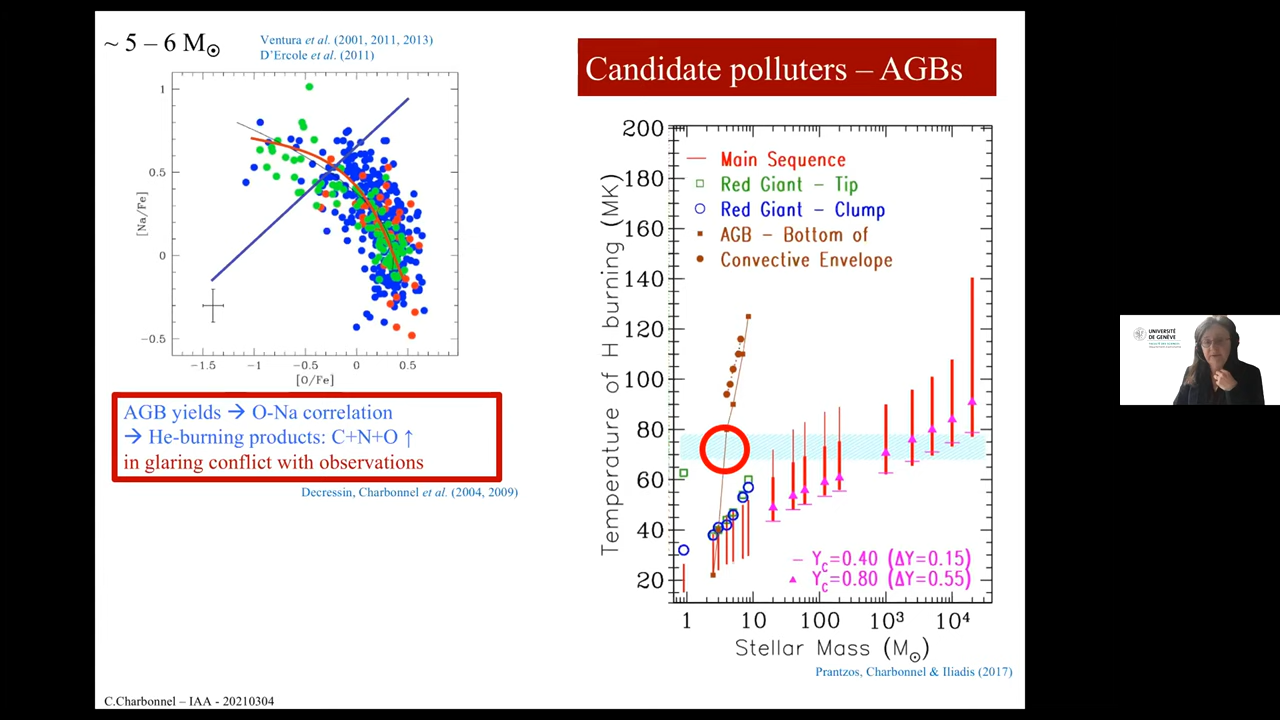 ~ 5 – 6 M☉
Ventura et al. (2001, 2011, 2013)
D'Ercole et al. (2011)
Candidate polluters – AGBs
1
0.5
0
−0.5
[Na/Fe]
−1.5 −1 −0.5 0 0.5
[O/Fe]
AGB yields → O-Na correlation
→ He-burning products: C+N+O ↑
in glaring conflict with observations
Decressin, Charbonnel et al. (2004, 2009)
Temperature of H burning (MK)
200
180
160
140
120
100
80
60
40
20
Main Sequence
Red Giant – Tip
Red Giant – Clump
AGB – Bottom of
Convective Envelope
Yc=0.40 (ΔY=0.15)
Yc=0.80 (ΔY=0.55)
1 10 100 10³ 10⁴
Stellar Mass (M☉)
Prantzos, Charbonnel & Iliadis (2017)
C.Charbonnel – IAA - 20210304
UNIVERSITÉ
DE GENÈVE